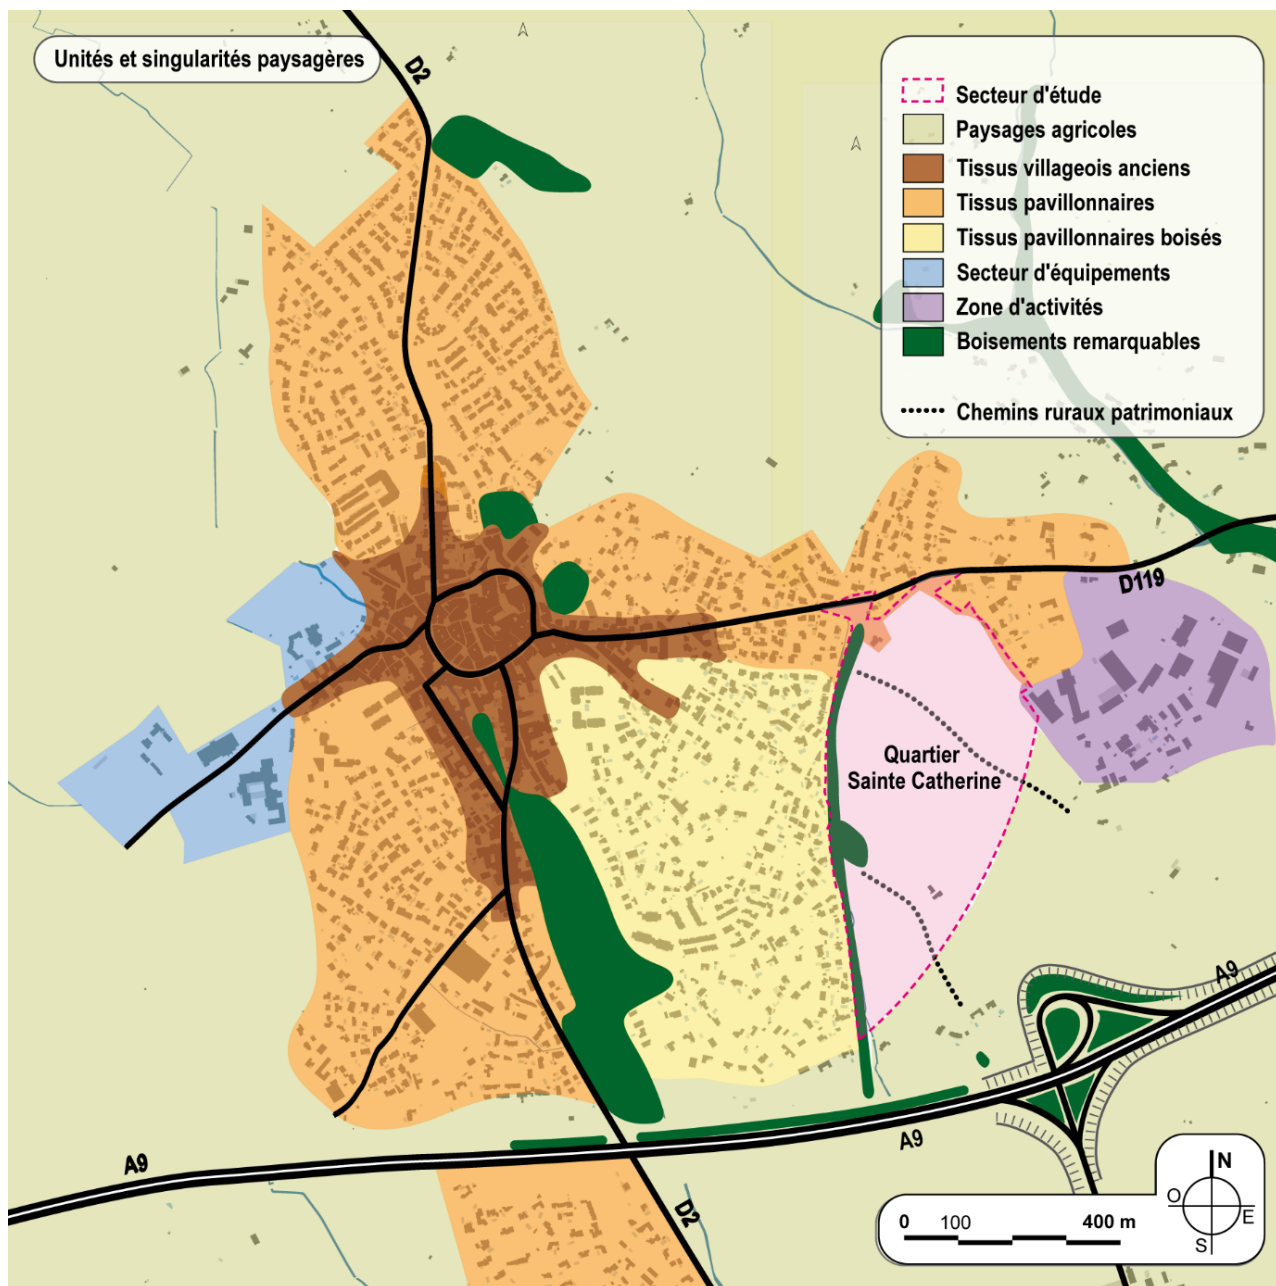 Unités et singularités paysagères
D2
Secteur d'étude
Paysages agricoles
Tissus villageois anciens
Tissus pavillonnaires
Tissus pavillonnaires boisés
Secteur d'équipements
Zone d'activités
Boisements remarquables
Chemins ruraux patrimoniaux
D119
Quartier
Sainte Catherine
A9
A9
A9
D2
N
O
E
S
0 100 400 m